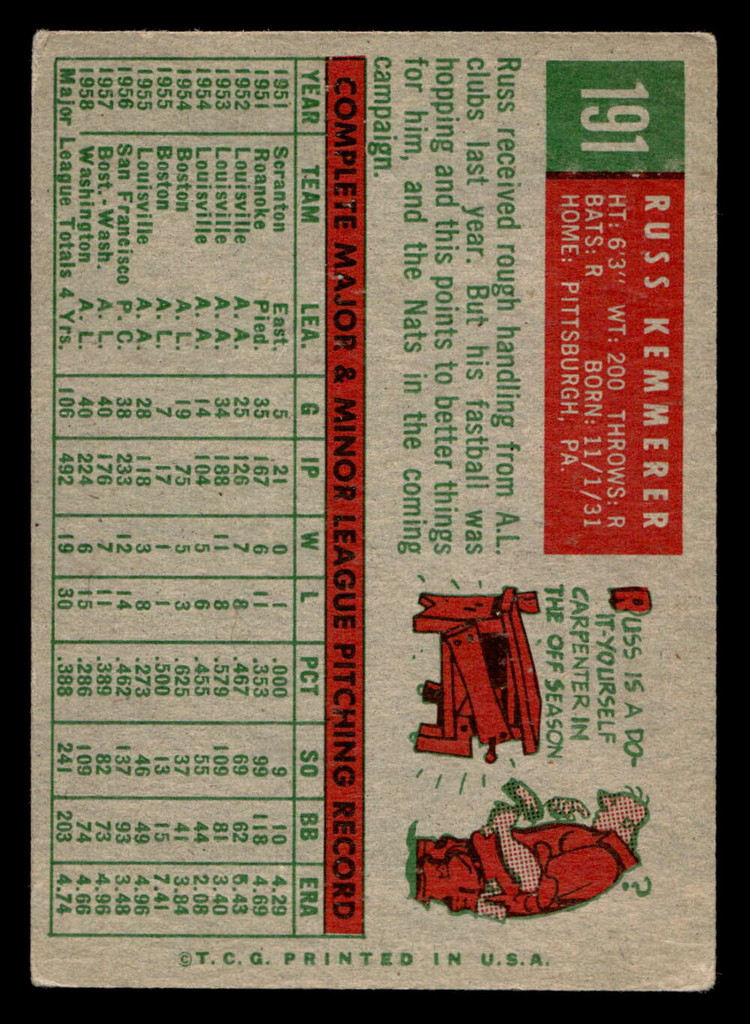 191
RUSS KEMMERER
HT: 6'3" WT: 200 THROWS: R
BATS: R BORN: 11/1/31
HOME: PITTSBURGH, PA.
Russ received rough handling from A.L.
clubs last year. But his fastball was
hopping and this points to better things
for him, and the Nats in the coming
campaign.
RUSS IS A DO-
IT-YOURSELF
CARPENTER IN
THE OFF SEASON
?
COMPLETE MAJOR & MINOR LEAGUE PITCHING RECORD
YEAR TEAM LEA. G IP W L PCT SO BB ERA
1951 Scranton East. 5 21 0 1 .000 9 10 4.29
1951 Roanoke Pied. 35 167 6 11 .353 99 118 4.69
1952 Louisville A. A. 25 126 7 8 .467 69 62 5.43
1953 Louisville A. A. 34 188 11 8 .579 109 81 3.40
1954 Louisville A. A. 14 104 5 6 .455 55 44 2.08
1954 Boston A. L. 19 75 5 3 .625 37 41 3.84
1955 Boston A. L. 7 17 1 1 .500 13 15 7.41
1955 Louisville A. A. 28 118 3 8 .273 46 49 4.96
1956 San Francisco P. C. 38 233 12 14 .462 137 93 3.48
1957 Bost.-Wash. A. L. 40 176 7 11 .389 82 73 4.96
1958 Washington A. L. 40 224 6 15 .286 109 74 4.66
Major League Totals 4 Yrs. 106 492 19 30 .388 241 203 4.74
©T.C.G. PRINTED IN U.S.A.